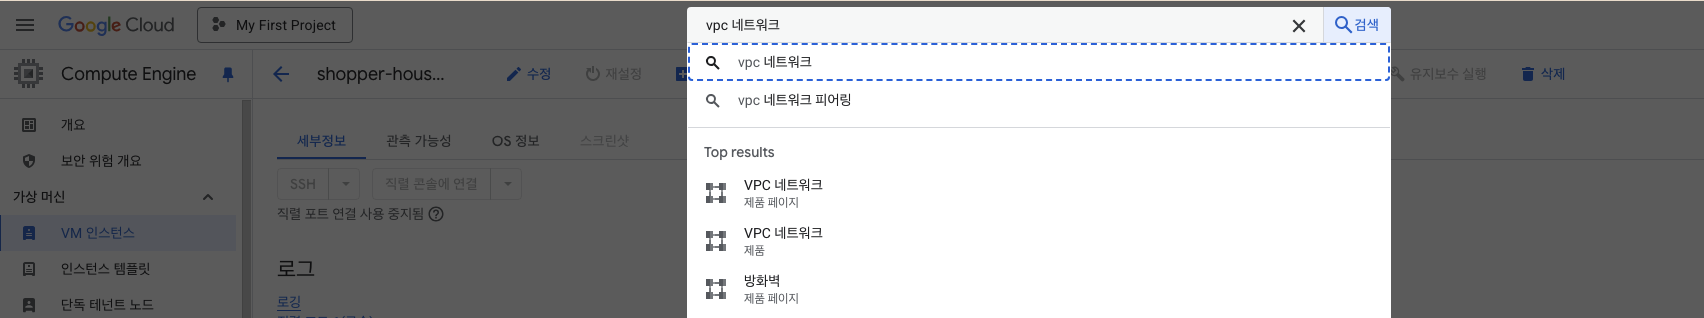 Google Cloud
My First Project
vpc 네트워크
검색
Compute Engine
shopper-hous...
수정
재설정
유지보수 실행
삭제
vpc 네트워크
vpc 네트워크 피어링
개요
보안 위험 개요
가상 머신
VM 인스턴스
인스턴스 템플릿
단독 테넌트 노드
세부정보
관측 가능성
OS 정보
스크린샷
SSH
직렬 콘솔에 연결
직렬 포트 연결 사용 중지됨
로그
로깅
Top results
VPC 네트워크
제품 페이지
VPC 네트워크
제품
방화벽
제품 페이지